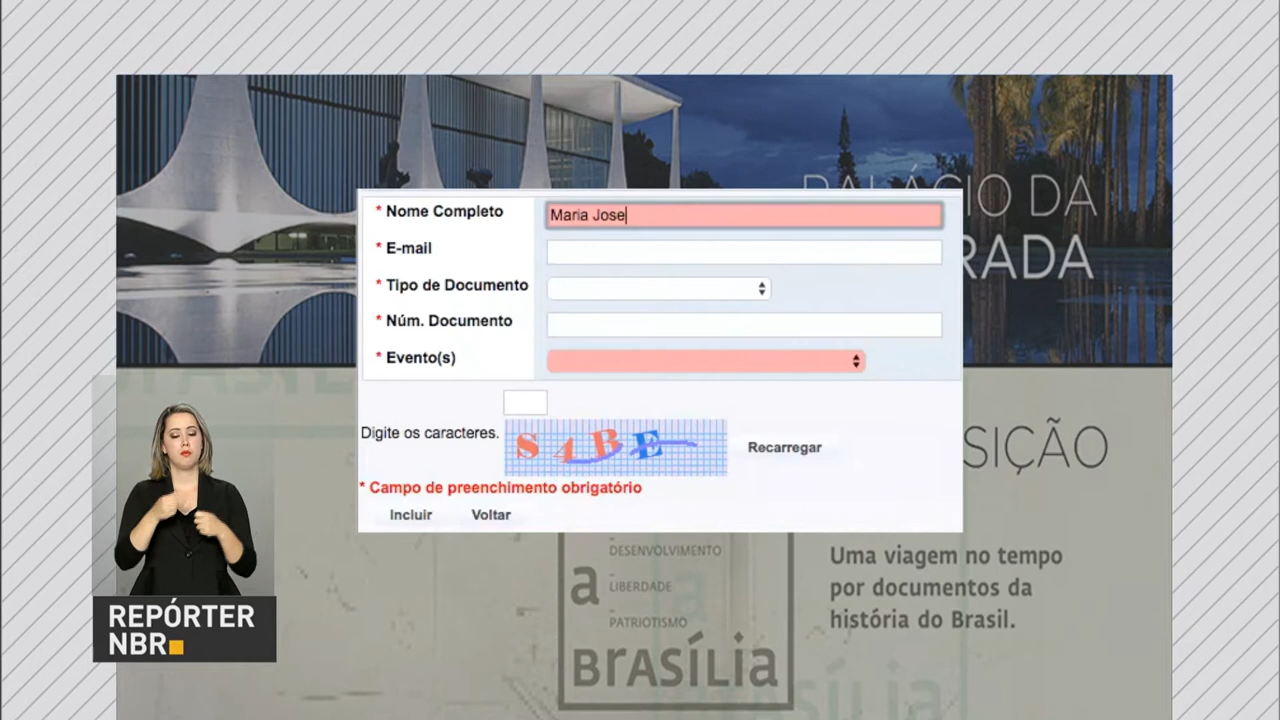 PALÁCIO DA
RADA
* Nome Completo
Maria Jose
* E-mail
* Tipo de Documento
* Núm. Documento
* Evento(s)
Digite os caracteres.
S 4 B E
Recarregar
* Campo de preenchimento obrigatório
Incluir
Voltar
SIÇÃO
DESENVOLVIMENTO
a
LIBERDADE
PATRIOTISMO
BrASÍLia
Uma viagem no tempo
por documentos da
história do Brasil.
REPÓRTER
NBR